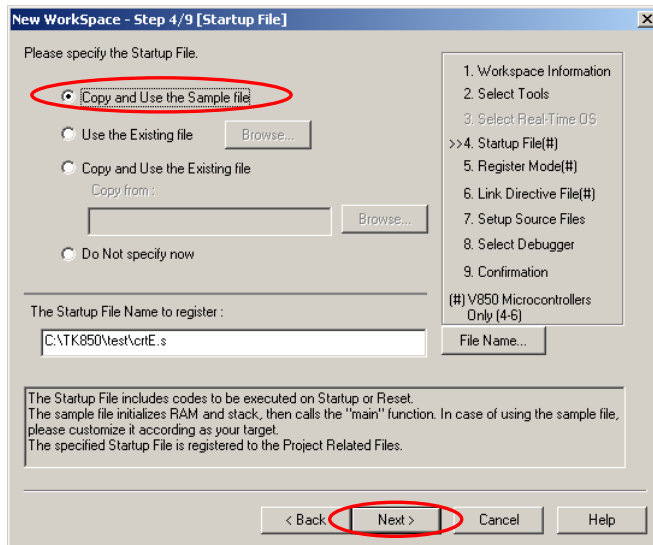 New WorkSpace - Step 4/9 [Startup File]
Please specify the Startup File.
Copy and Use the Sample file
Use the Existing file
Browse...
Copy and Use the Existing file
Copy from :
Browse...
Do Not specify now
1. Workspace Information
2. Select Tools
3. Select Real-Time OS
>>4. Startup File(#)
5. Register Mode(#)
6. Link Directive File(#)
7. Setup Source Files
8. Select Debugger
9. Confirmation
(#) V850 Microcontrollers
Only (4-6)
The Startup File Name to register :
C:\TK850\test\crtE.s
File Name...
The Startup File includes codes to be executed on Startup or Reset.
The sample file initializes RAM and stack, then calls the "main" function. In case of using the sample file,
please customize it according as your target.
The specified Startup File is registered to the Project Related Files.
< Back
Next >
Cancel
Help